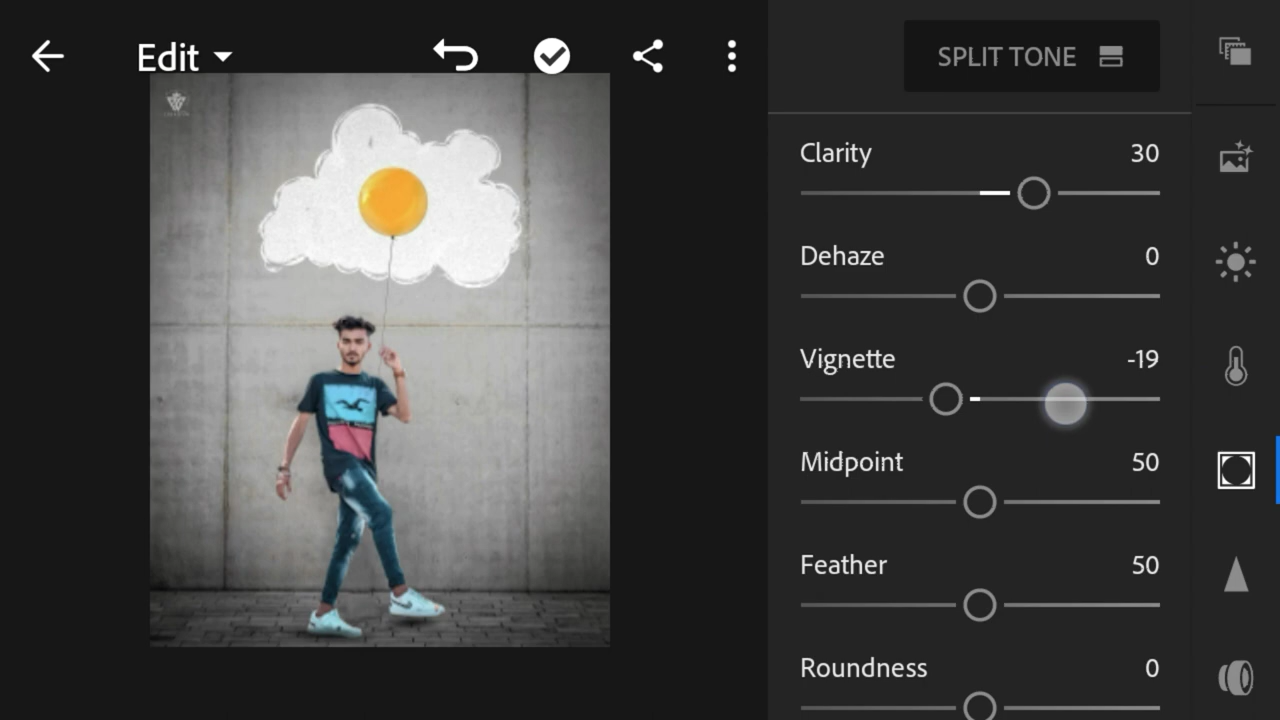 Edit
SPLIT TONE
Clarity 30
Dehaze 0
Vignette -19
Midpoint 50
Feather 50
Roundness 0